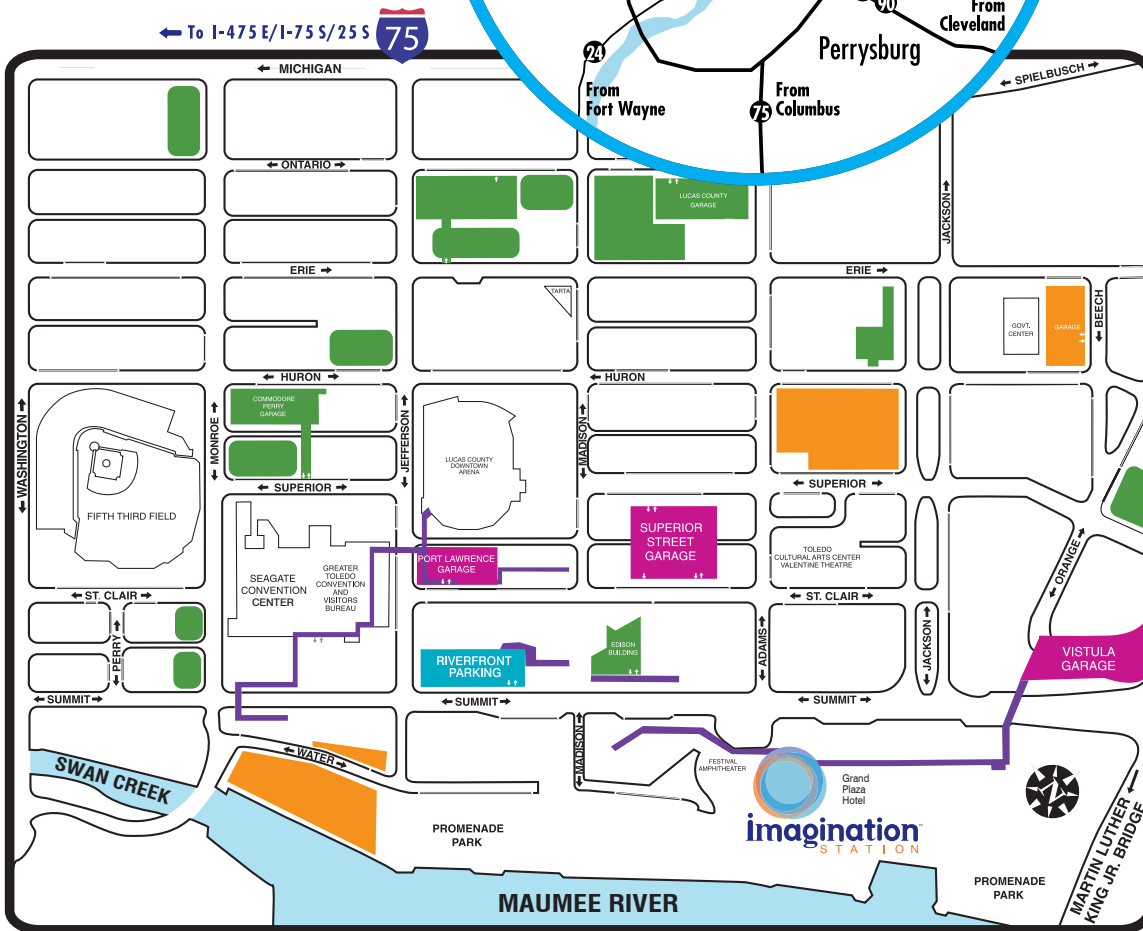 ← To I-475 E/I-75 S/25 S
75
24
From
Fort Wayne
75
From
Columbus
Perrysburg
90
From
Cleveland
← MICHIGAN
← SPIELBUSCH →
← ONTARIO →
LUCAS COUNTY
GARAGE
JACKSON →
ERIE →
ERIE →
TARTA
GOVT.
CENTER
GARAGE
← BEECH
← HURON →
← HURON
← WASHINGTON →
COMMODORE
PERRY
GARAGE
← MONROE →
← JEFFERSON →
← MADISON →
LUCAS COUNTY
DOWNTOWN
ARENA
← SUPERIOR →
← SUPERIOR →
FIFTH THIRD FIELD
SEAGATE
CONVENTION
CENTER
GREATER
TOLEDO
CONVENTION
AND
VISITORS
BUREAU
PORT LAWRENCE
GARAGE
SUPERIOR
STREET
GARAGE
TOLEDO
CULTURAL ARTS CENTER
VALENTINE THEATRE
← ORANGE →
← ST. CLAIR →
← ST. CLAIR →
← PERRY →
RIVERFRONT
PARKING
EDISON
BUILDING
← ADAMS →
← JACKSON →
VISTULA
GARAGE
← SUMMIT →
← SUMMIT →
← SUMMIT →
← WATER →
← MADISON →
SWAN CREEK
FESTIVAL
AMPHITHEATER
Grand
Plaza
Hotel
imagination
STATION
N
PROMENADE
PARK
PROMENADE
PARK
MARTIN LUTHER ←
KING JR. BRIDGE
MAUMEE RIVER